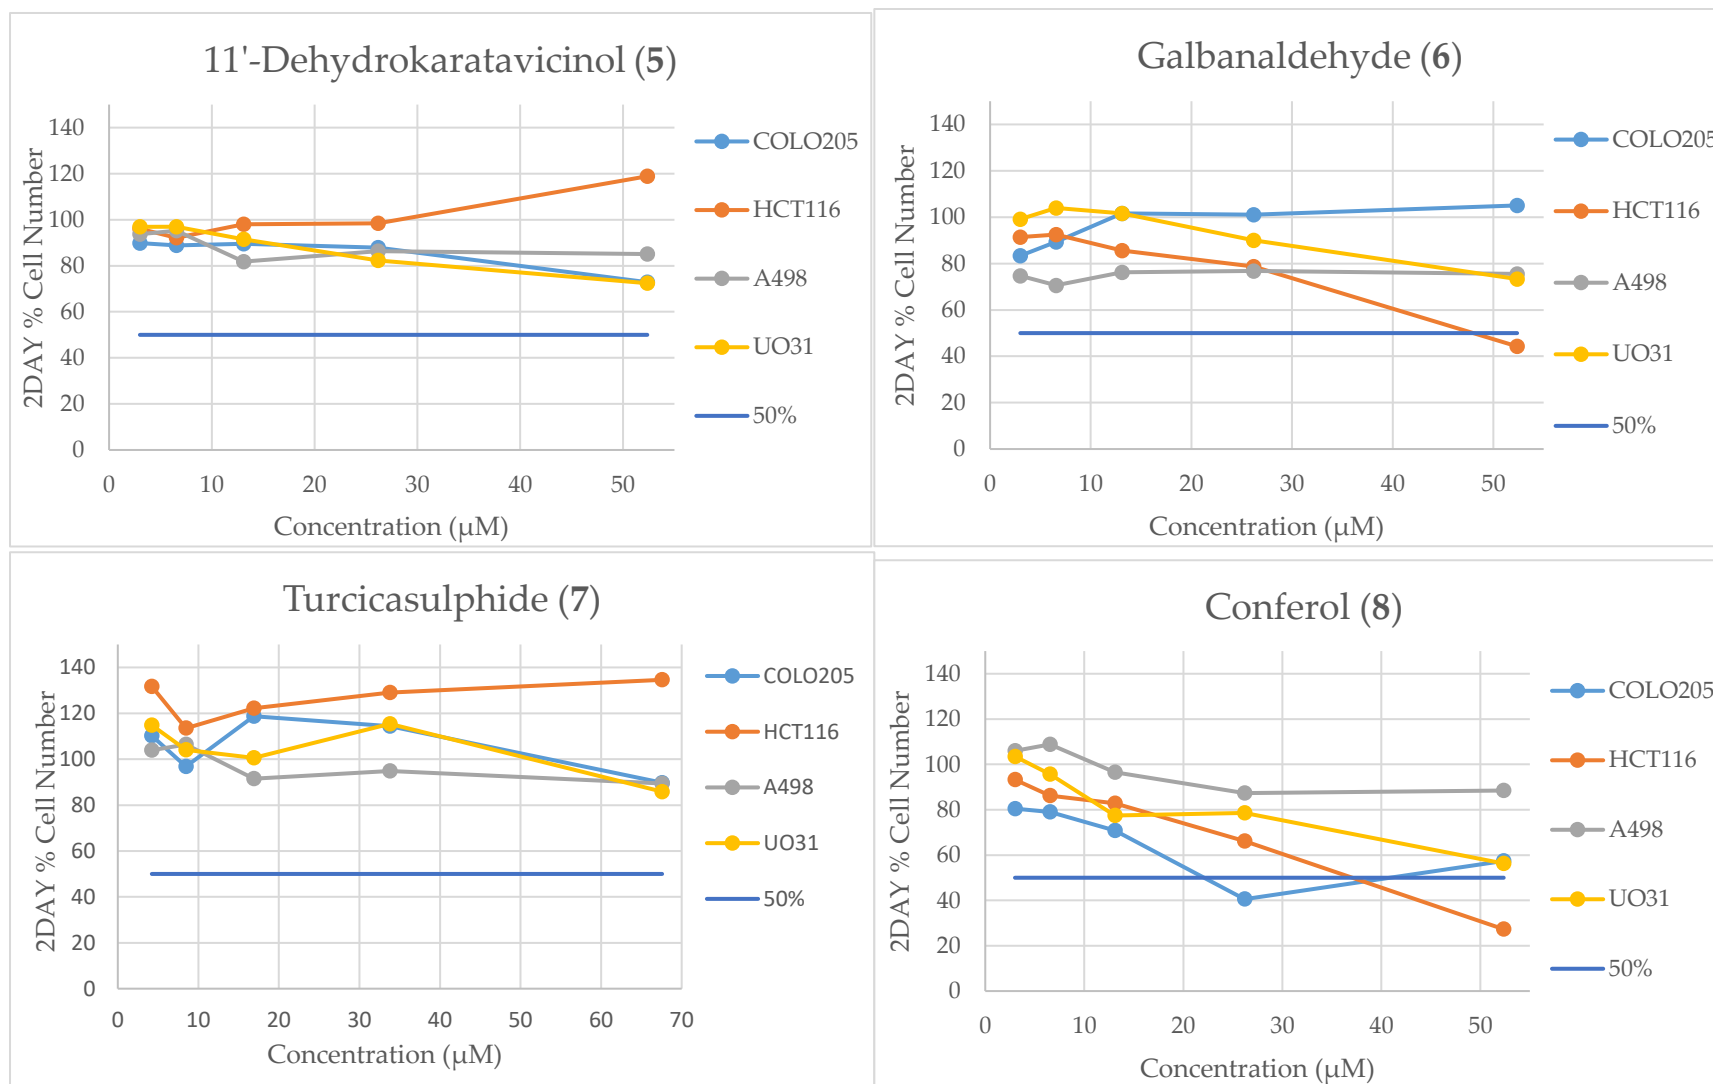 11'-Dehydrokaratavicinol (5)
2DAY % Cell Number
140
120
100
80
60
40
20
0
0 10 20 30 40 50
Concentration (µM)
COLO205
HCT116
A498
UO31
50%
Galbanaldehyde (6)
2DAY % Cell Number
140
120
100
80
60
40
20
0
0 10 20 30 40 50
Concentration (µM)
COLO205
HCT116
A498
UO31
50%
Turcicasulphide (7)
2DAY % Cell Number
140
120
100
80
60
40
20
0
0 10 20 30 40 50 60 70
Concentration (µM)
COLO205
HCT116
A498
UO31
50%
Conferol (8)
2DAY % Cell Number
140
120
100
80
60
40
20
0
0 10 20 30 40 50
Concentration (µM)
COLO205
HCT116
A498
UO31
50%